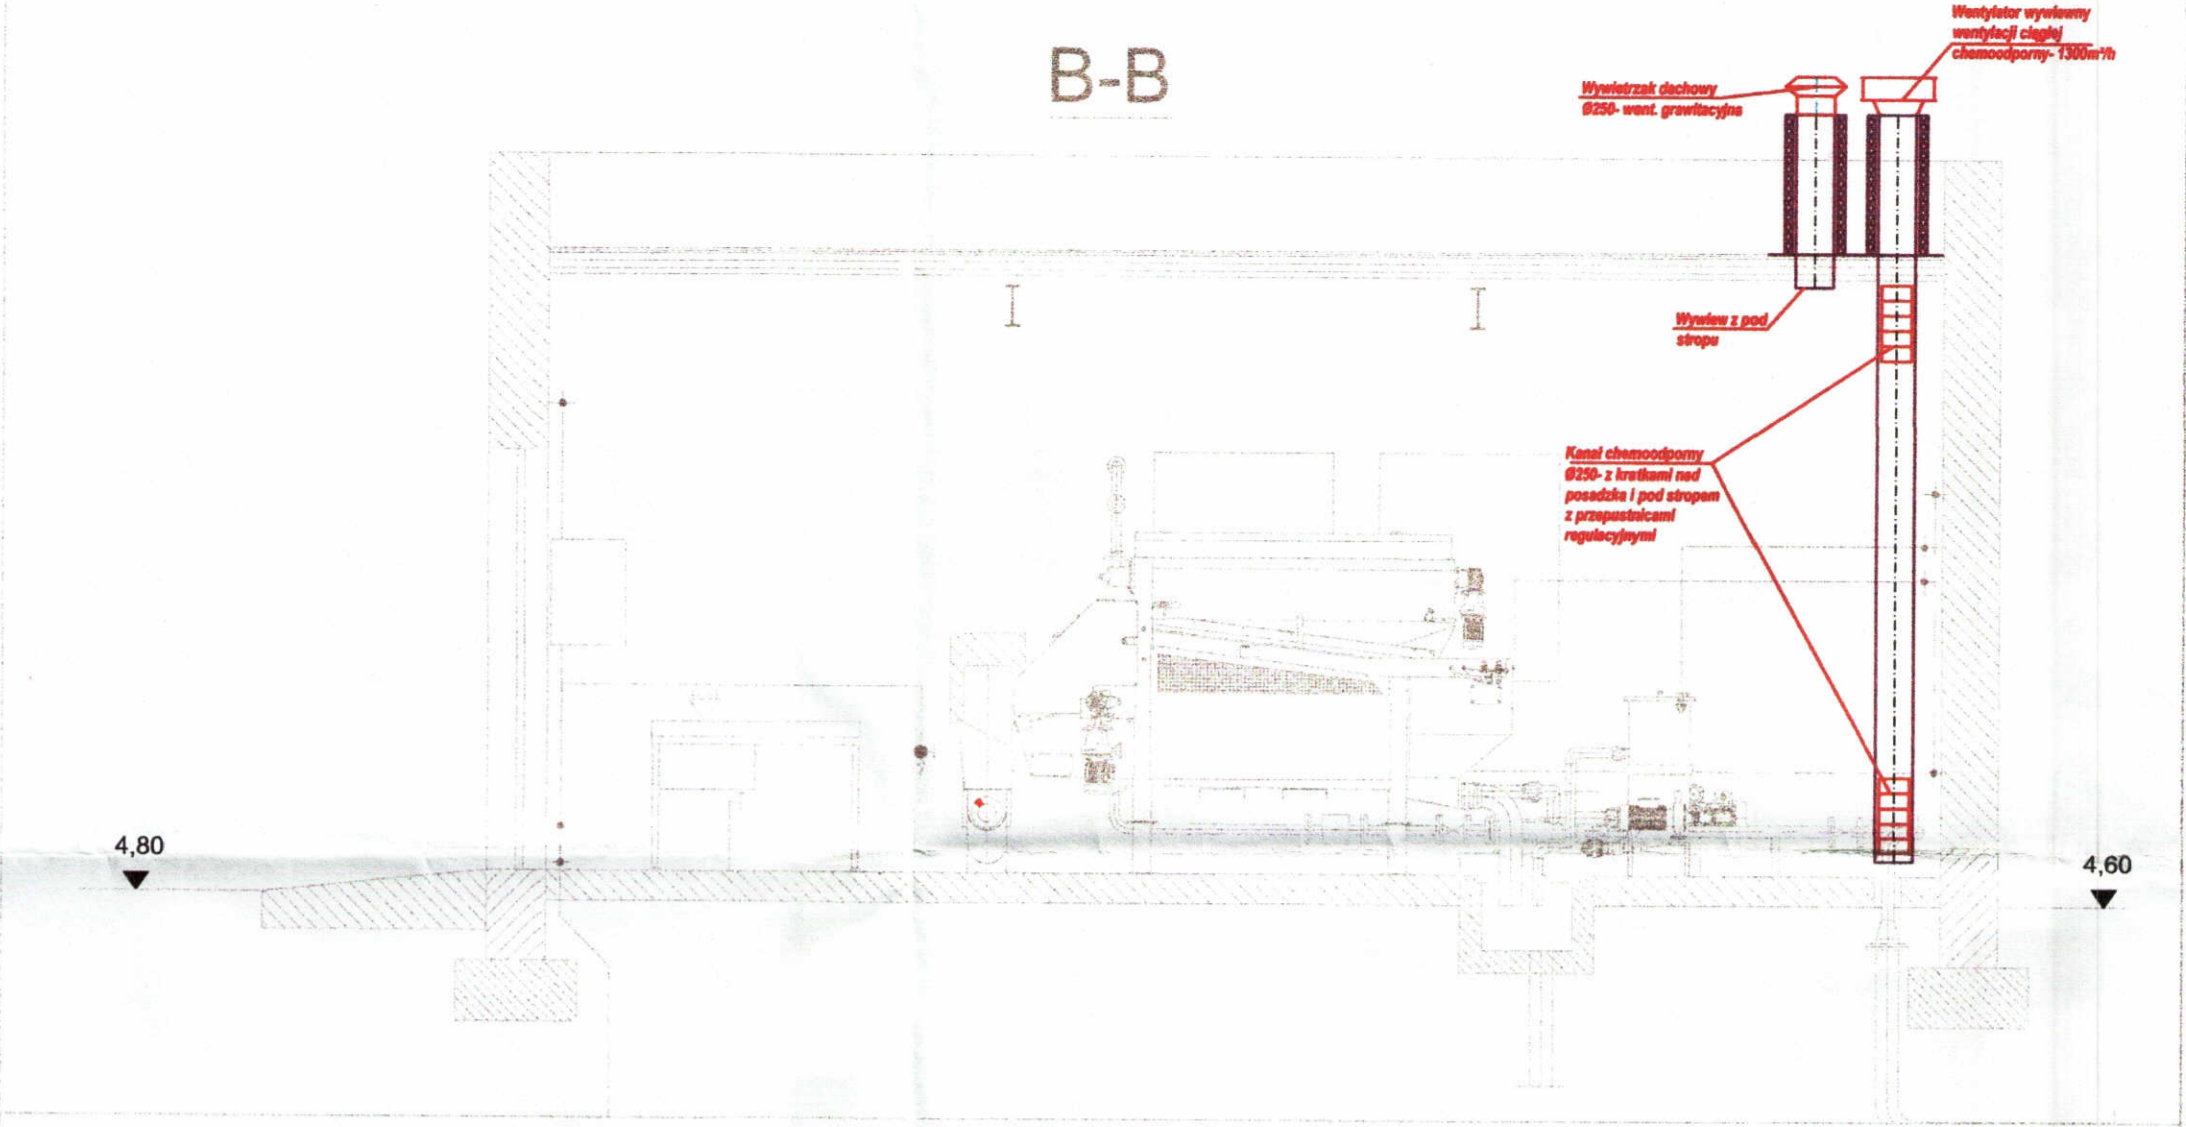 B-B
Wentylator wywiewny
wentylacji ciągłej
chemoodporny- 1300m³/h
Wywietrzak dachowy
Ø250- went. grawitacyjna
Wywiew z pod
stropu
Kanał chemoodporny
Ø250- z kratkami nad
posadzka i pod stropem
z przepustnicami
regulacyjnymi
4,80
4,60